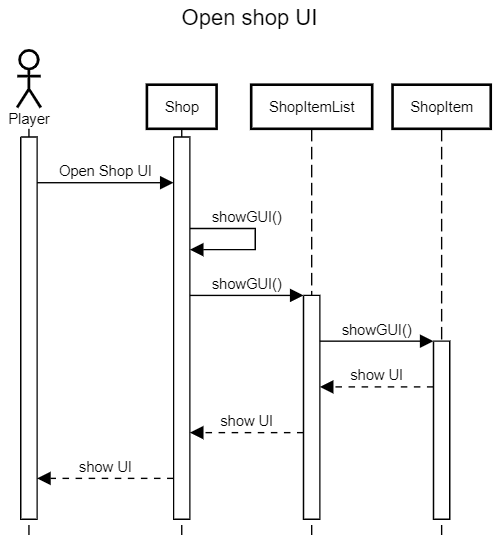 Open shop UI
Player
Shop
ShopItemList
ShopItem
Open Shop UI
showGUI()
showGUI()
showGUI()
show UI
show UI
show UI